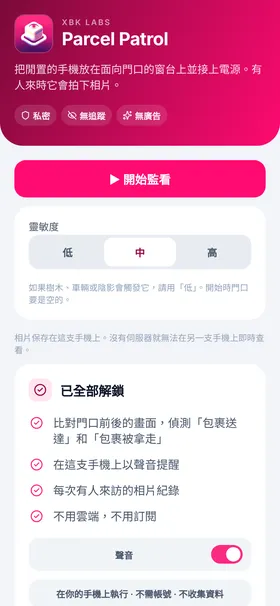 XBK LABS
Parcel Patrol
把閒置的手機放在面向門口的窗台上並接上電源。有
人來時它會拍下相片。
私密
無追蹤
無廣告
▶ 開始監看
靈敏度
低
中
高
如果樹木、車輛或陰影會觸發它，請用「低」。開始時門口
要是空的。
相片保存在這支手機上。沒有伺服器就無法在另一支手機上即時查
看。
已全部解鎖
比對門口前後的畫面，偵測「包裹送
達」和「包裹被拿走」
在這支手機上以聲音提醒
每次有人來訪的相片紀錄
不用雲端，不用訂閱
聲音
在你的手機上執行 · 不需帳號 · 不收集資料